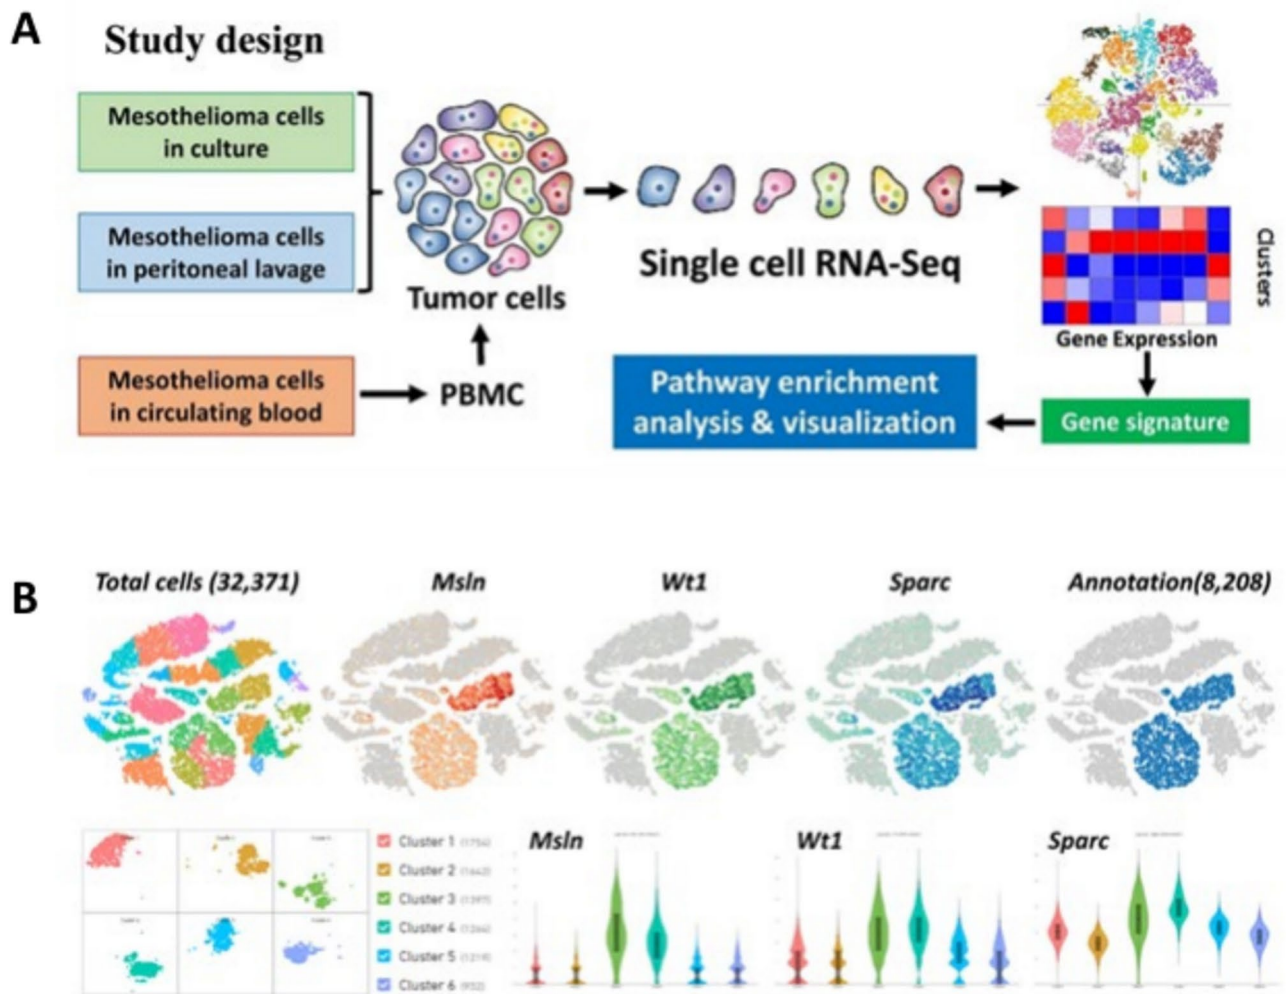 A
Study design
Mesothelioma cells
in culture
Mesothelioma cells
in peritoneal lavage
Mesothelioma cells
in circulating blood
PBMC
Tumor cells
Single cell RNA-Seq
Clusters
Gene Expression
Gene signature
Pathway enrichment
analysis & visualization
B
Total cells (32,371)
Msln
Wt1
Sparc
Annotation(8,208)
Cluster 1
Cluster 2
Cluster 3
Cluster 4
Cluster 5
Cluster 6
Msln
Wt1
Sparc